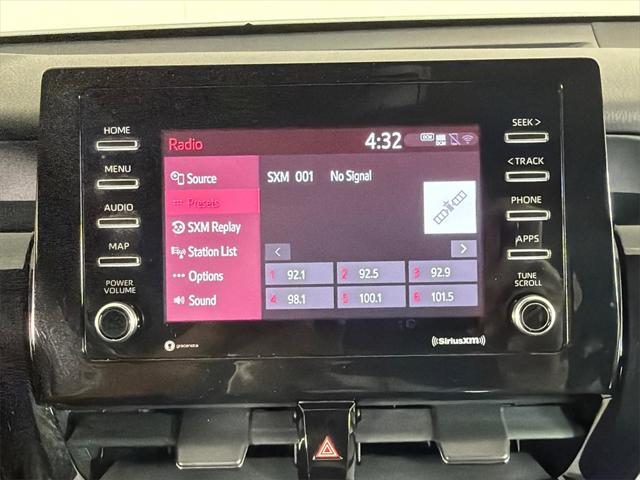 HOME
MENU
AUDIO
MAP
POWER
VOLUME
Radio
4:32
DCM
Source
Presets
SXM Replay
Station List
Options
Sound
SXM 001 No Signal
<
>
1 92.1
2 92.5
3 92.9
4 98.1
5 100.1
6 101.5
SEEK >
< TRACK
PHONE
APPS
TUNE
SCROLL
gracenote
((SiriusXM))